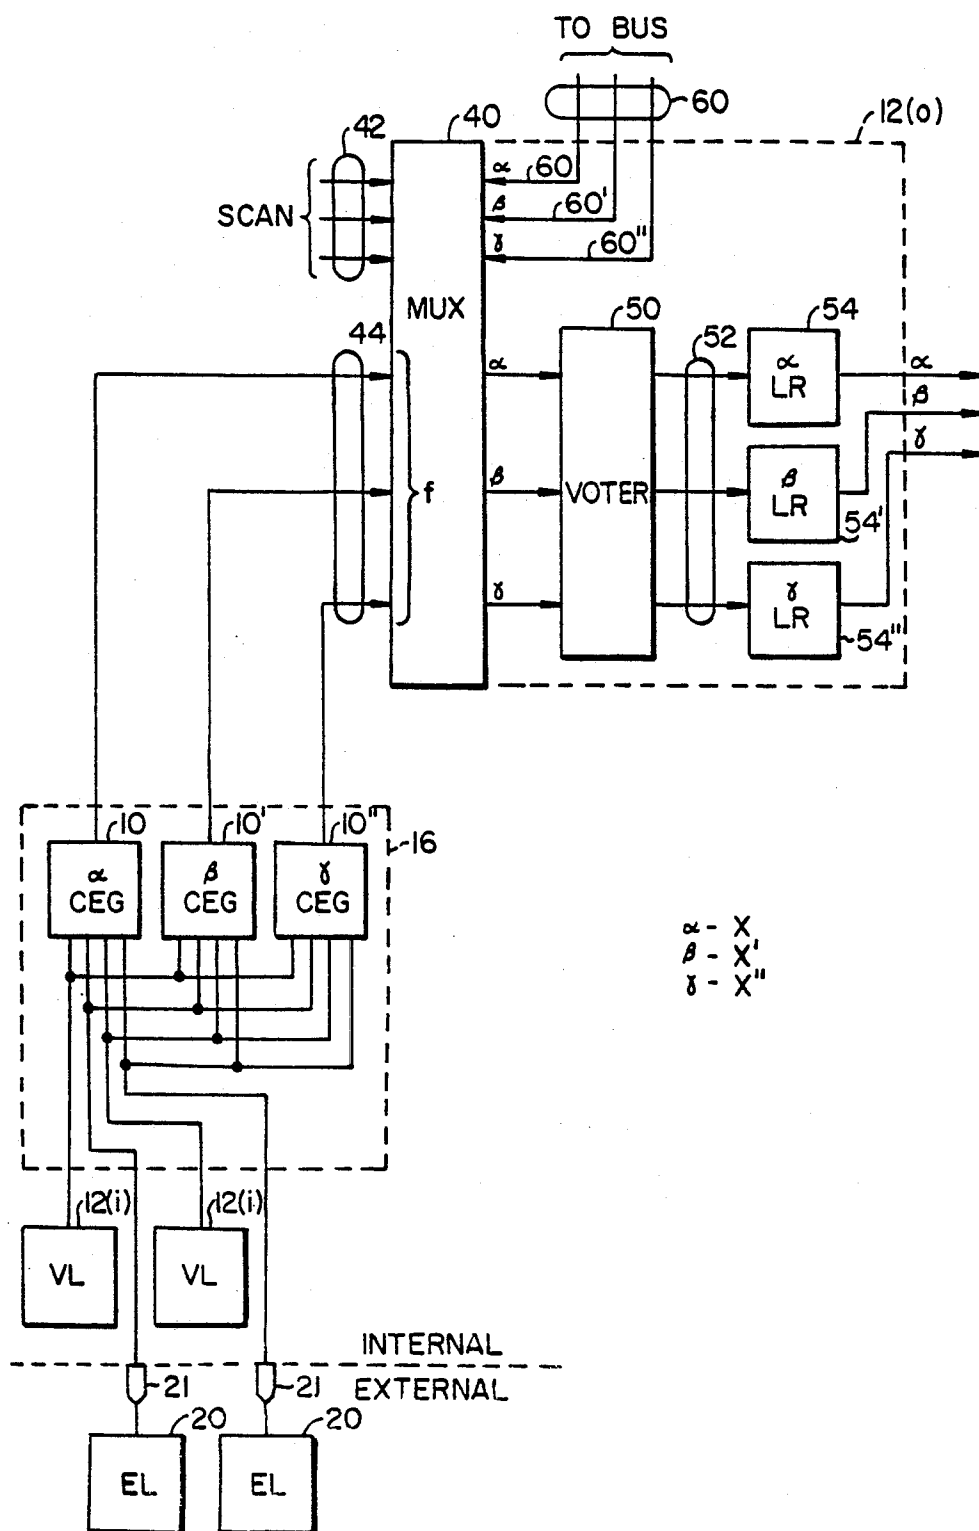 TO BUS
60
12(o)
40
42
α
60
SCAN
β
60'
γ
60"
MUX
44
50
52
54
α
α
LR
α
β
γ
f
β
VOTER
β
LR
54'
γ
γ
LR
54"
10
10'
10"
16
α
CEG
β
CEG
γ
CEG
α - X
β - X'
γ - X"
12(i)
12(i)
VL
VL
INTERNAL
21
21
EXTERNAL
20
20
EL
EL